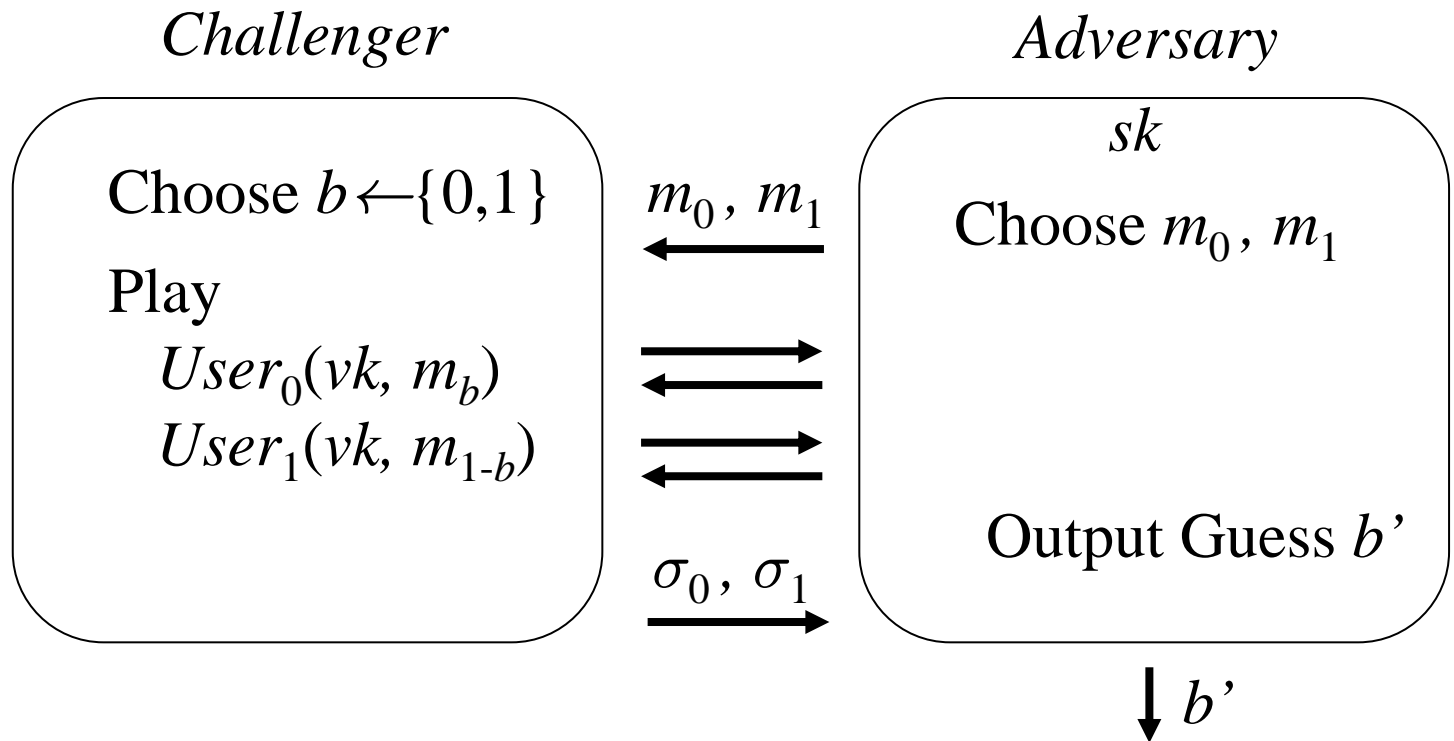 Challenger
Adversary
Choose b←{0,1}
Play
User₀(vk, m_b)
User₁(vk, m₁₋b)
m₀, m₁
σ₀, σ₁
sk
Choose m₀, m₁
Output Guess b’
b’